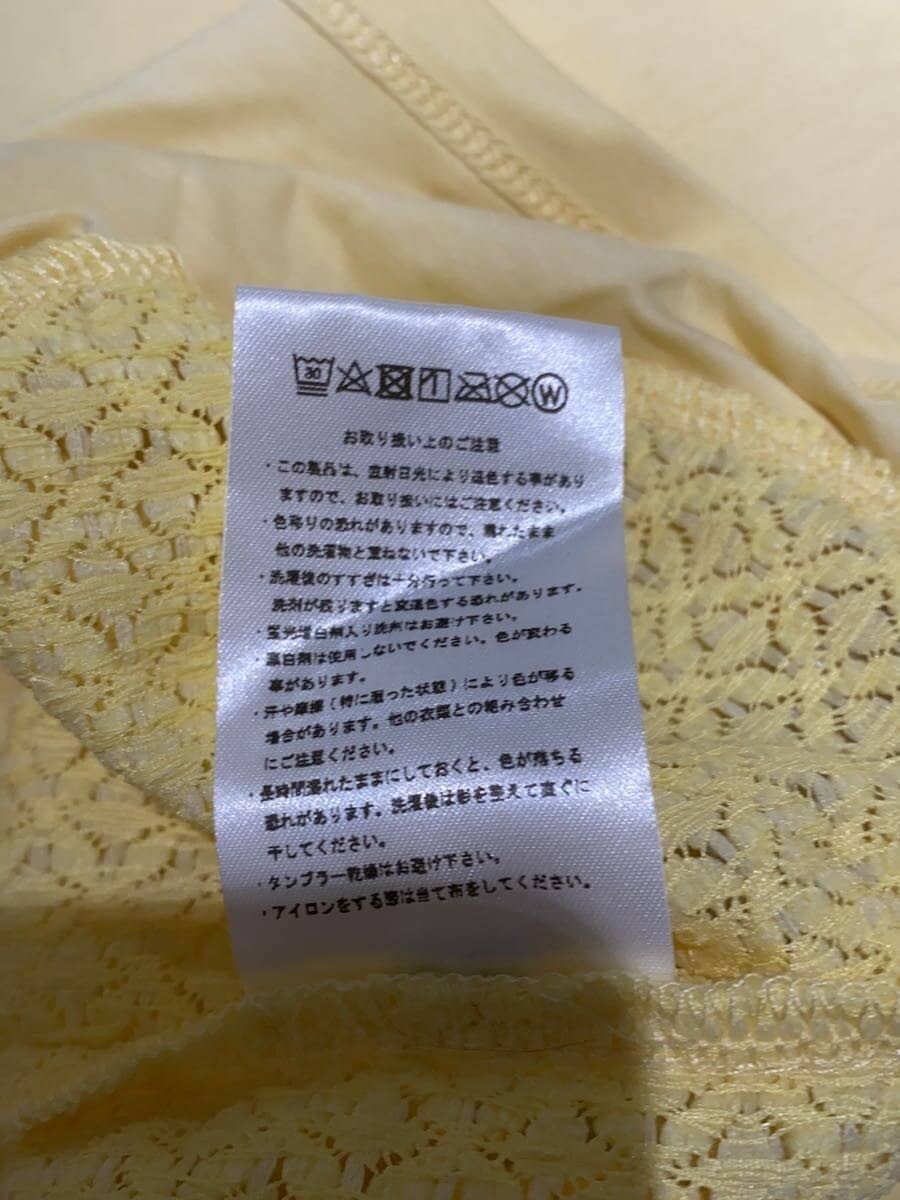 30 W
お取り扱い上のご注意
・この製品は、直射日光により退色する事があり
ますので、お取り扱いにはご注意ください。
・色移りの恐れがありますので、濡れたまま
他の洗濯物と重ねないで下さい。
・洗濯後のすすぎは十分行って下さい。
洗剤が残りますと変退色する恐れがあります。
・蛍光増白剤入り洗剤はお避け下さい。
・漂白剤は使用しないでください。色が変わる
事があります。
・汗や摩擦(特に湿った状態)により色が移る
場合があります。他の衣類との組み合わせ
にご注意ください。
・長時間濡れたままにしておくと、色が落ちる
恐れがあります。洗濯後は形を整えて直ぐに
干してください。
・タンブラー乾燥はお避け下さい。
・アイロンをする際は当て布をしてください。